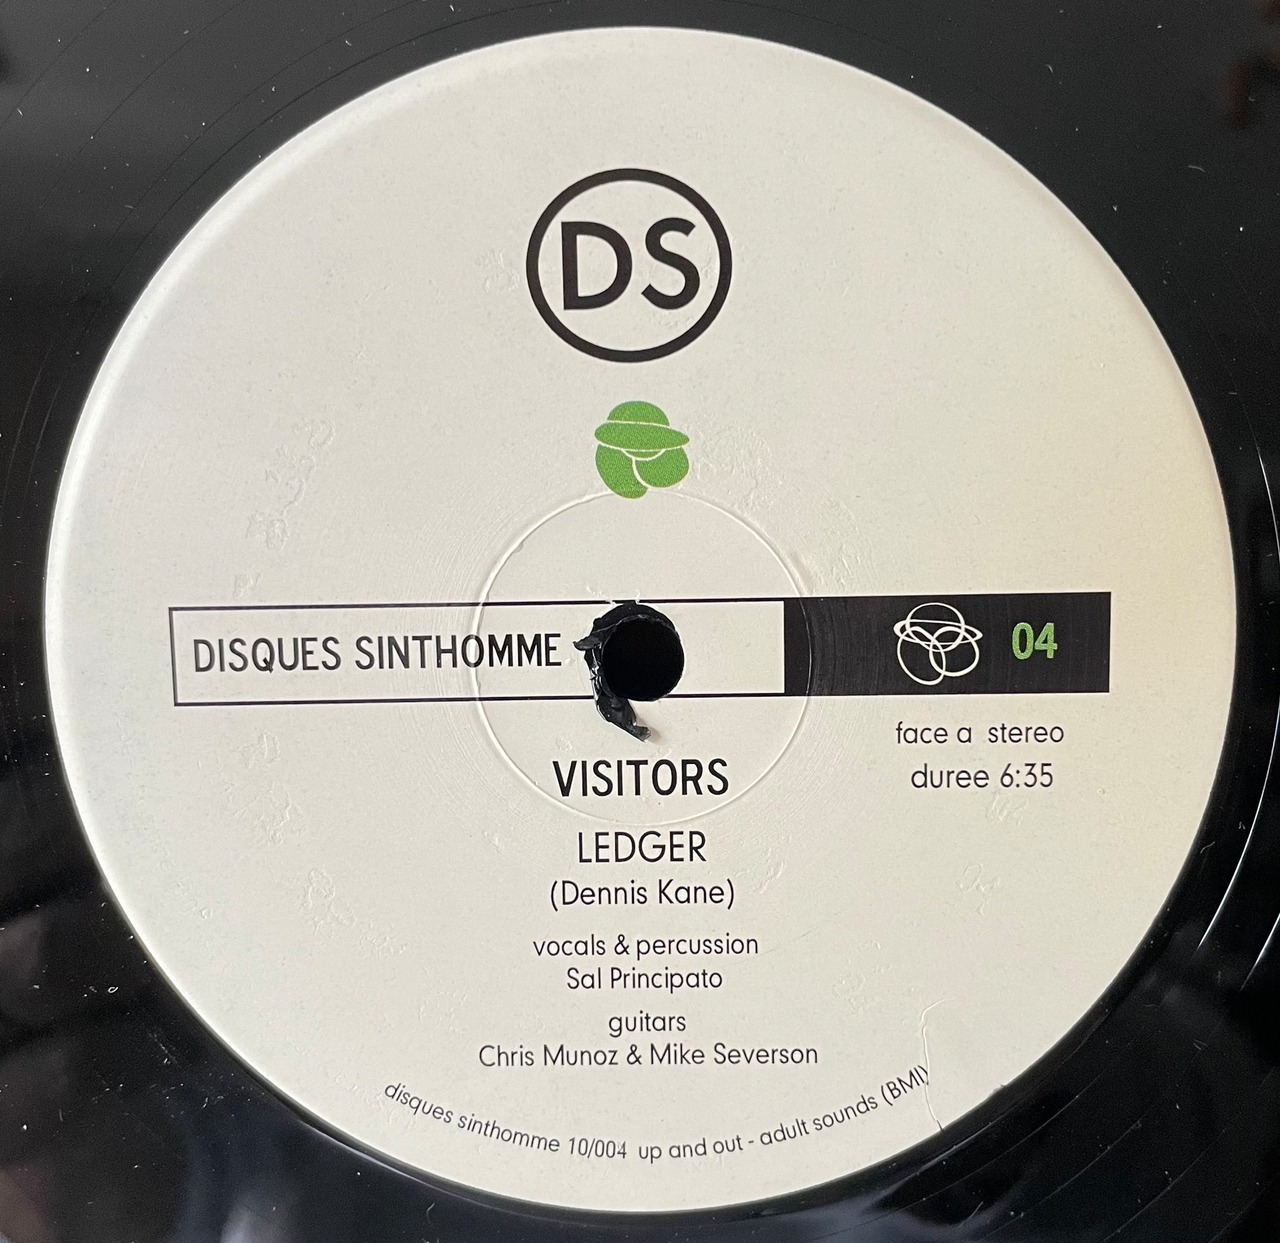 DS
DISQUES SINTHOMME
04
face a stereo
duree 6:35
VISITORS
LEDGER
(Dennis Kane)
vocals & percussion
Sal Principato
guitars
Chris Munoz & Mike Severson
disques sinthomme 10/004 up and out - adult sounds (BMI)